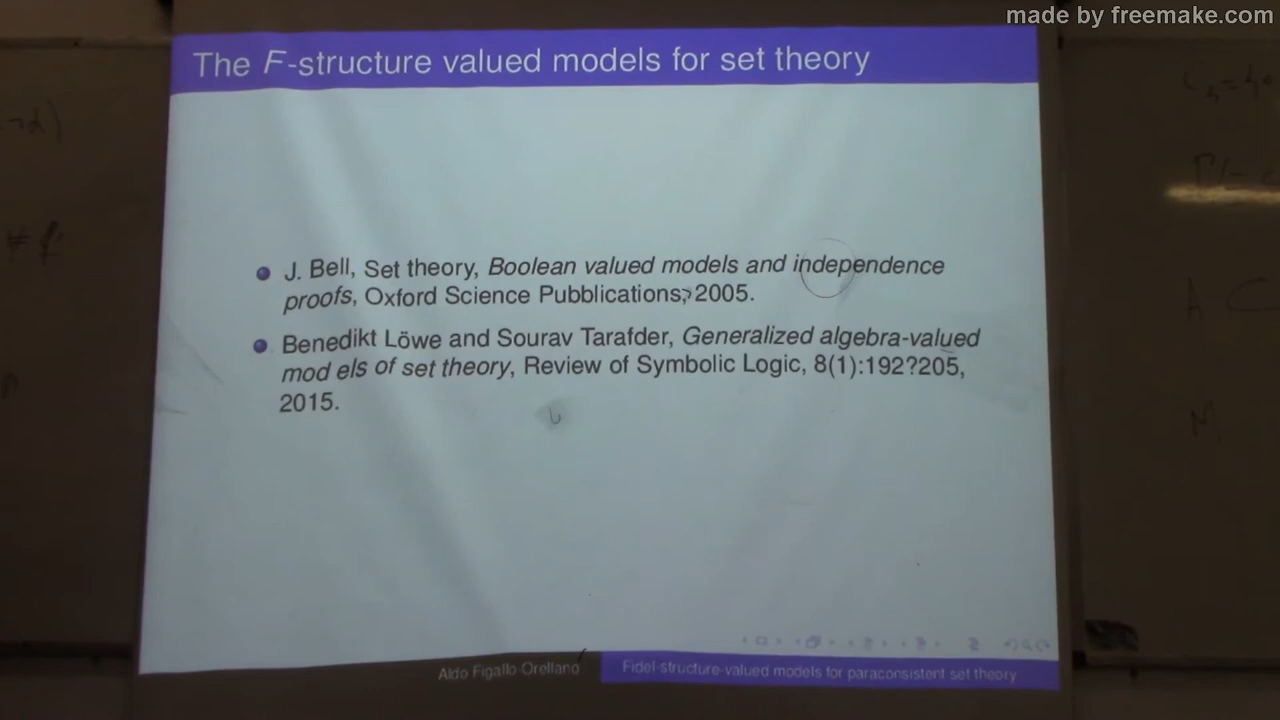 made by freemake.com
The F-structure valued models for set theory
J. Bell, Set theory, Boolean valued models and independence
proofs, Oxford Science Pubblications, 2005.
Benedikt Löwe and Sourav Tarafder, Generalized algebra-valued
mod els of set theory, Review of Symbolic Logic, 8(1):192?205,
2015.
Aldo Figallo-Orellano
Fidel-structure-valued models for paraconsistent set theory